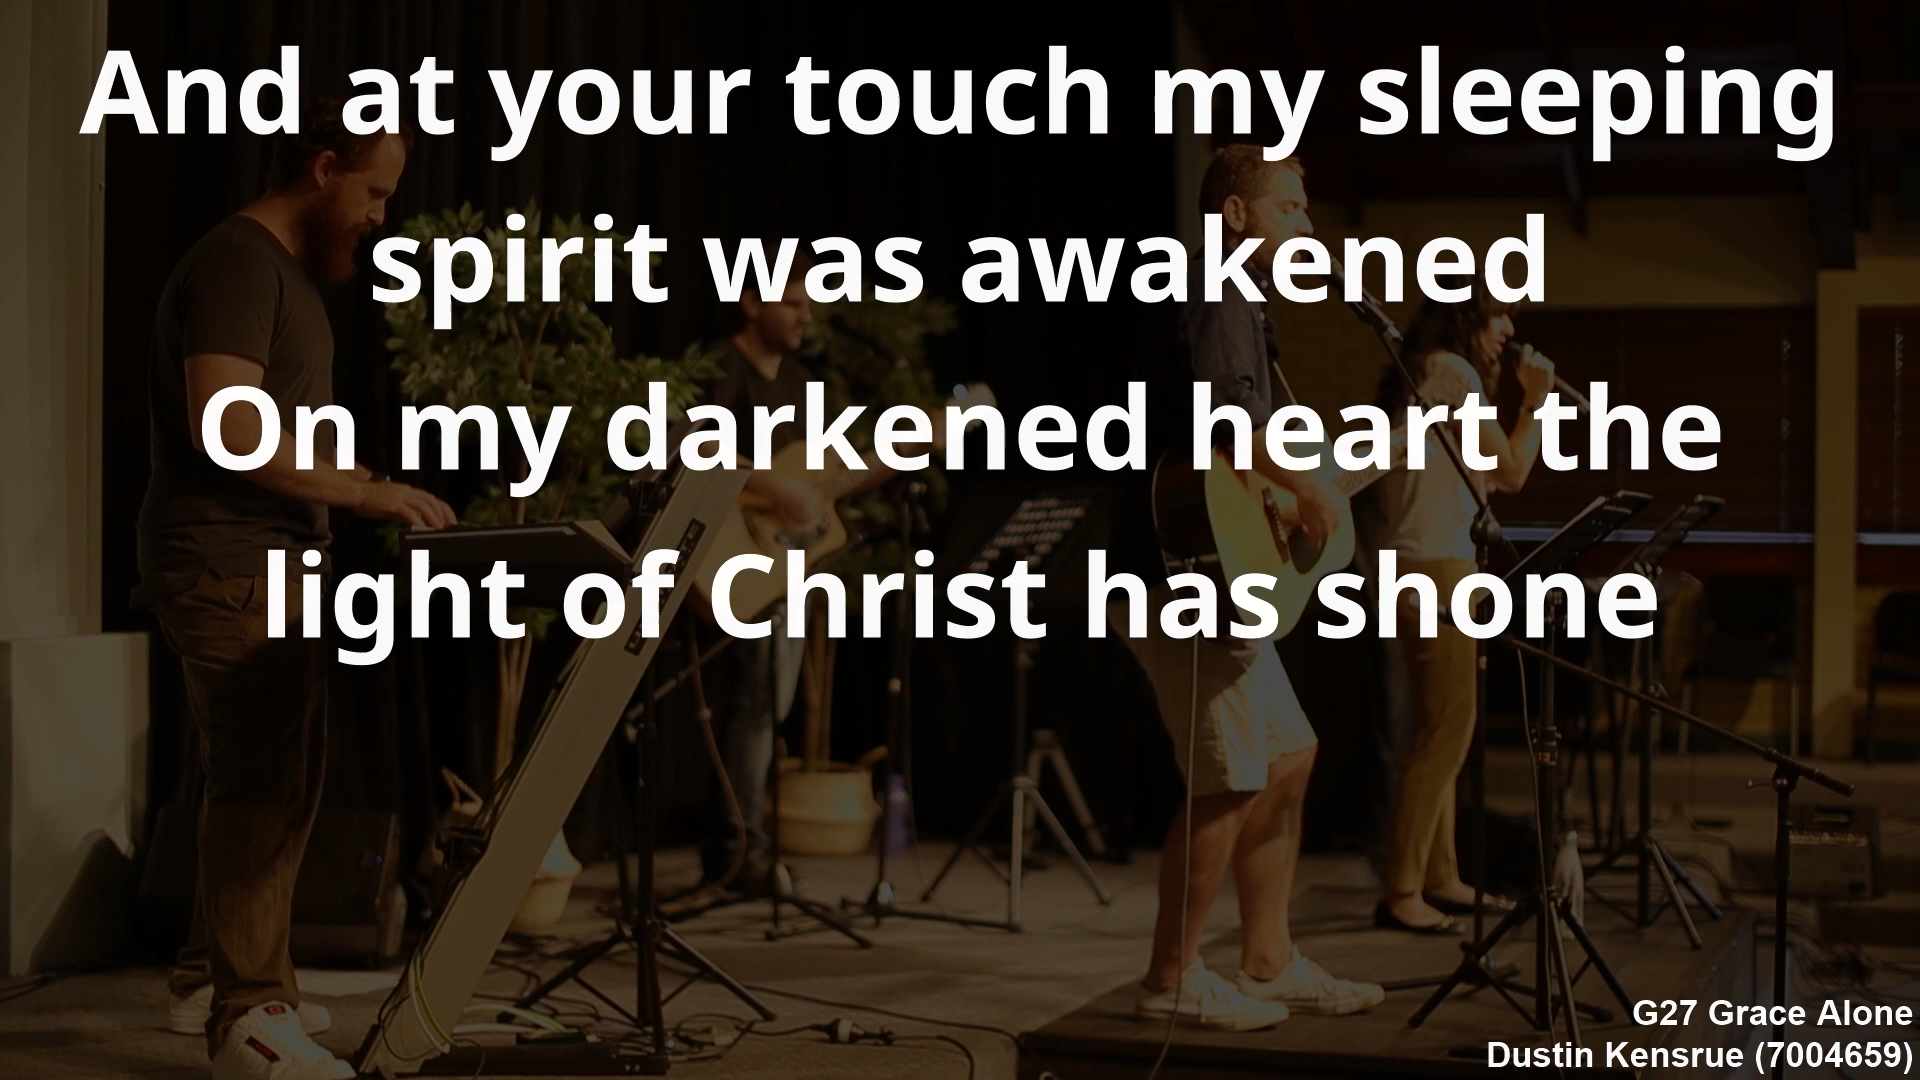 And at your touch my sleeping
spirit was awakened
On my darkened heart the
light of Christ has shone
G27 Grace Alone
Dustin Kensrue (7004659)